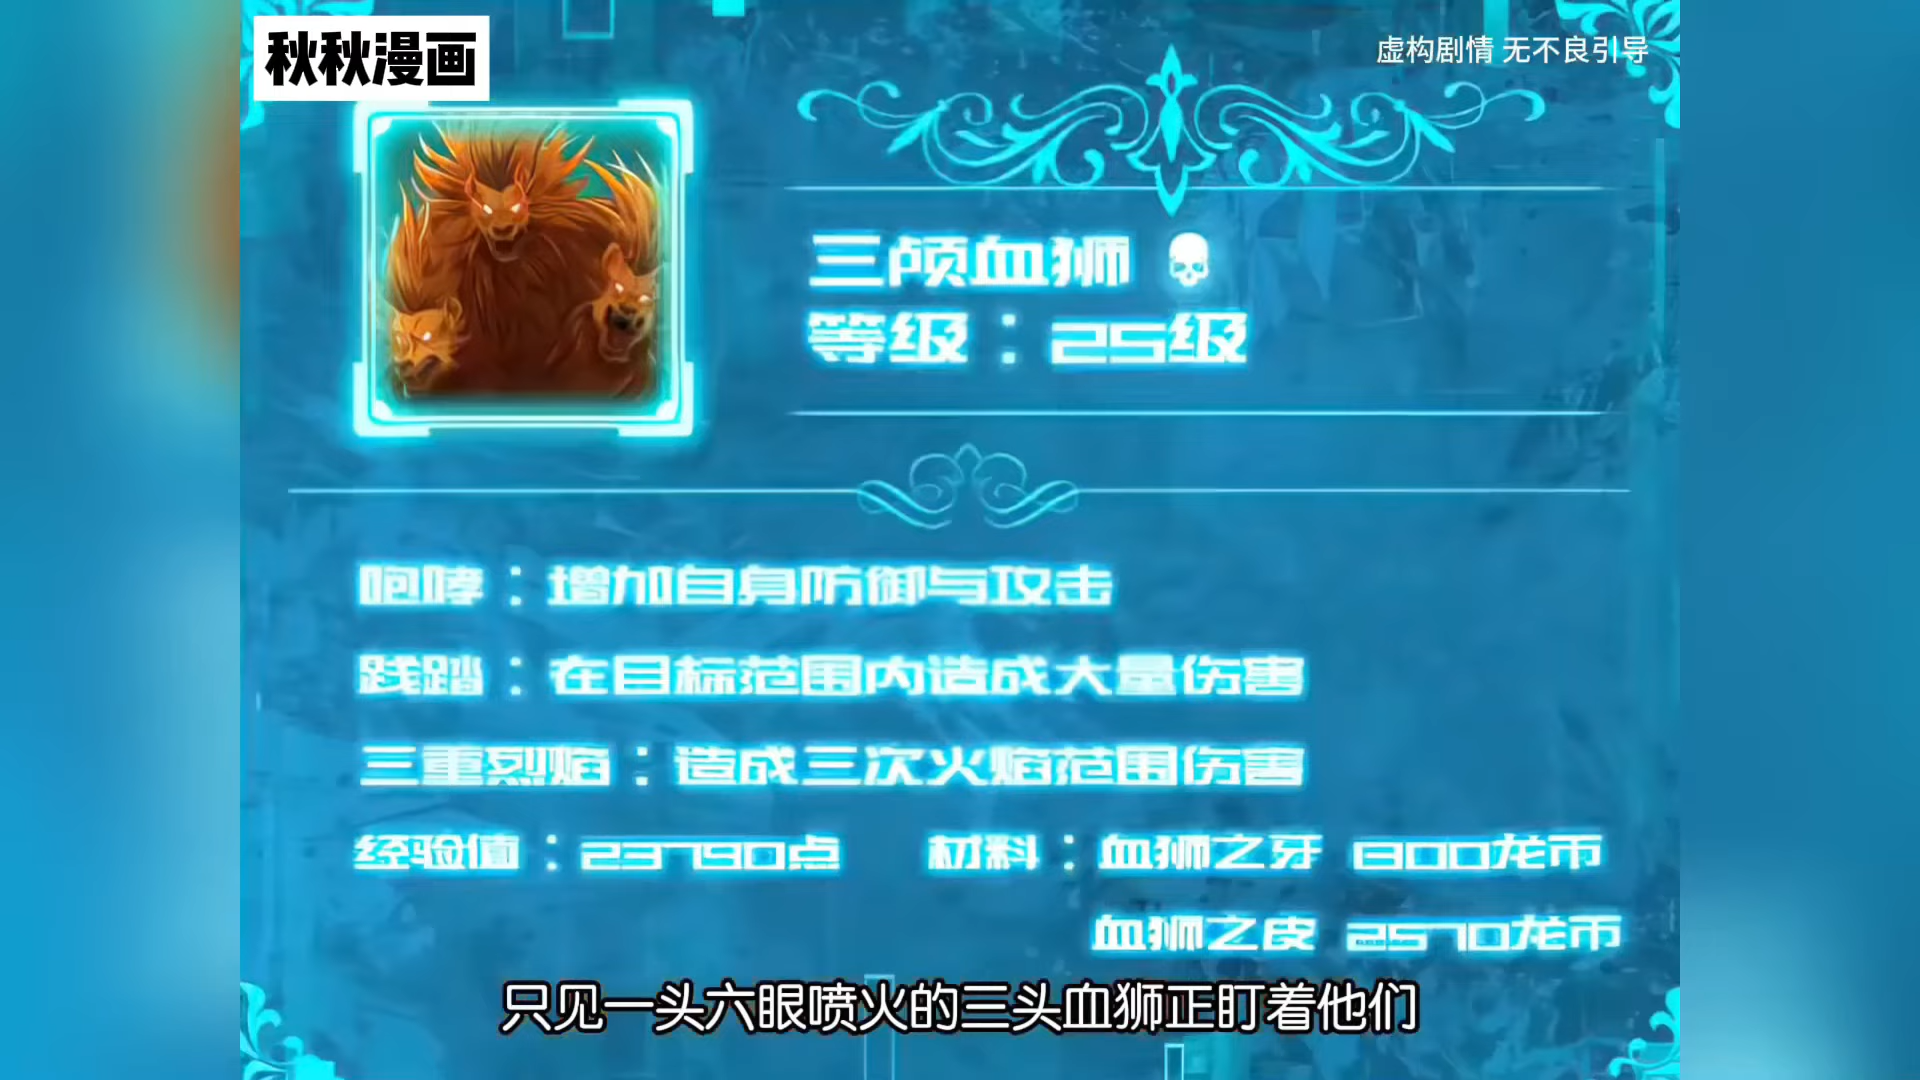 秋秋漫画
虚构剧情 无不良引导
三颅血狮
等级：25级
咆哮：增加自身防御与攻击
践踏：在目标范围内造成大量伤害
三重烈焰：造成三次火焰范围伤害
经验值：23790点 材料：血狮之牙 1300龙币
血狮之皮 2570龙币
只见一头六眼喷火的三头血狮正盯着他们